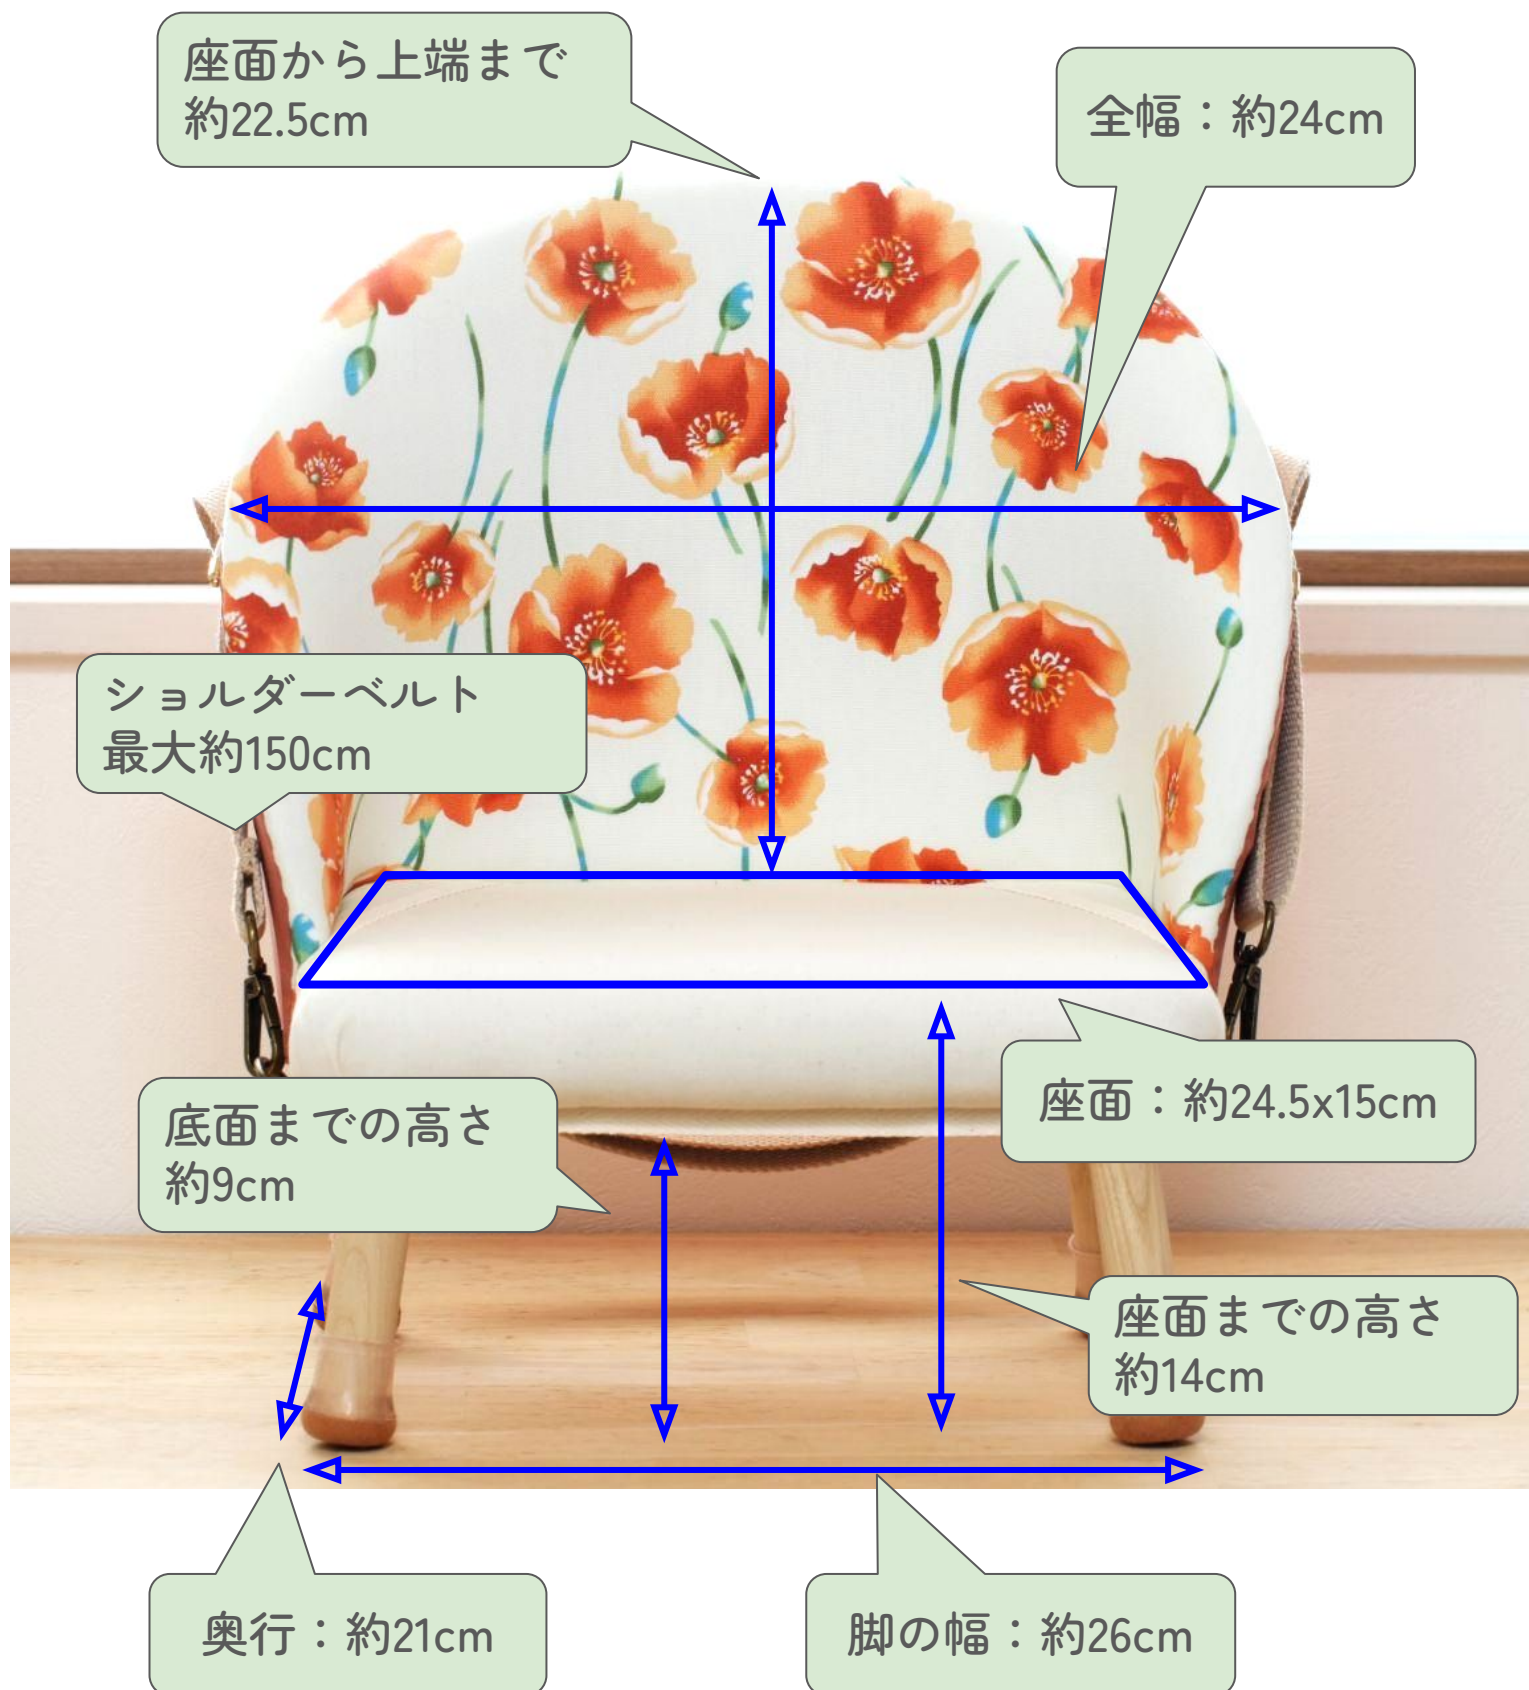 座面から上端まで
約22.5cm
全幅：約24cm
ショルダーベルト
最大約150cm
座面：約24.5x15cm
底面までの高さ
約9cm
座面までの高さ
約14cm
奥行：約21cm
脚の幅：約26cm